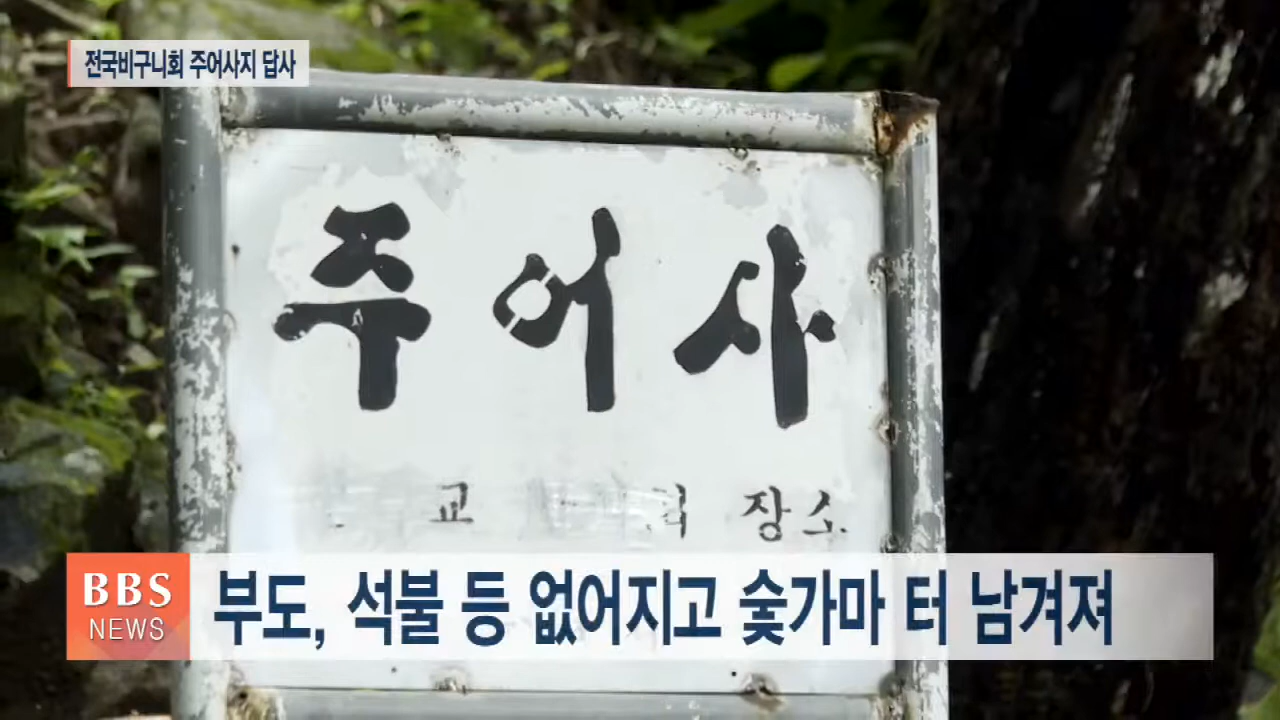 전국비구니회 주어사지 답사
주어사
교 장소
BBS
NEWS
부도, 석불 등 없어지고 숯가마 터 남겨져